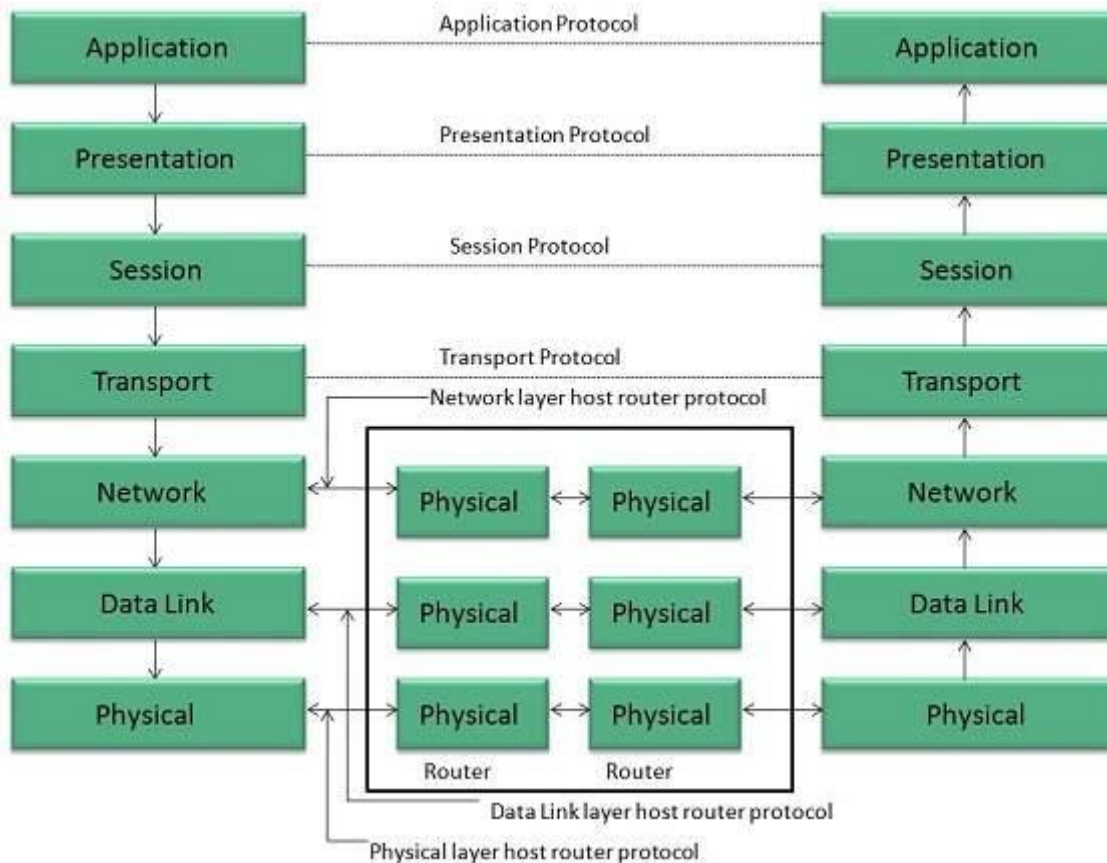 Application
Application Protocol
Application
Presentation
Presentation Protocol
Presentation
Session
Session Protocol
Session
Transport
Transport Protocol
Transport
Network layer host router protocol
Network
Physical
Physical
Network
Data Link
Physical
Physical
Data Link
Physical
Physical
Physical
Physical
Router
Router
Data Link layer host router protocol
Physical layer host router protocol